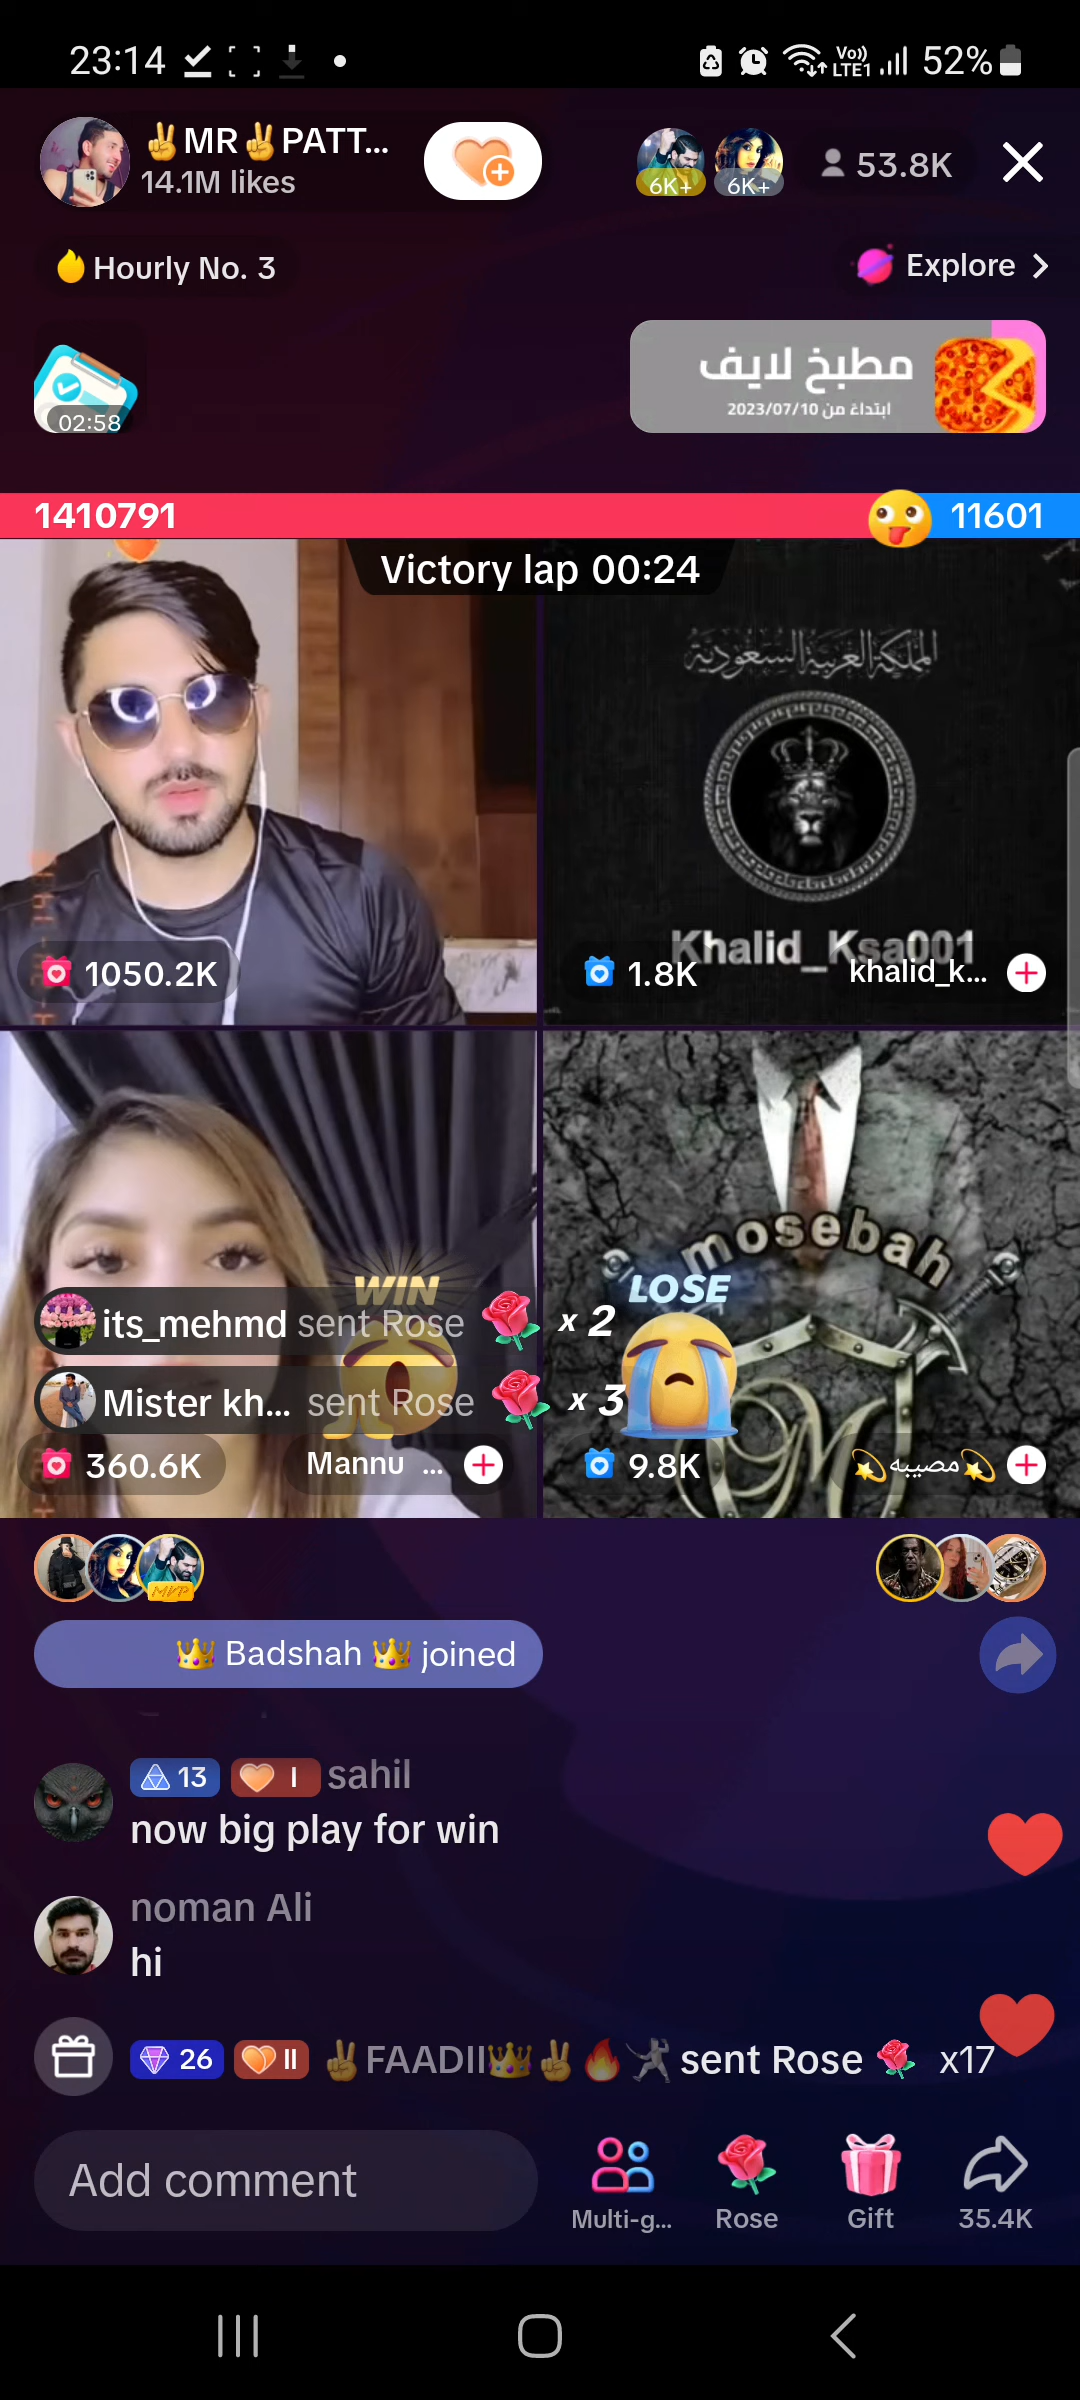 23:14
Vo)) LTE1 52%
✌MR✌PATT...
14.1M likes
6K+ 6K+ 53.8K
Hourly No. 3
Explore >
02:58
مطبخ لايف
ابتداءً من 2023/07/10
1410791 11601
Victory lap 00:24
المملكة العربية السعودية
Khalid_Ksa001
1050.2K
1.8K khalid_k...
mosebah
WIN LOSE
its_mehmd sent Rose 🌹 x 2
Mister kh... sent Rose 🌹 x 3
360.6K Mannu ...
9.8K 💫مصيبه💫
MVP
👑 Badshah 👑 joined
13 I sahil
now big play for win
noman Ali
hi
26 II ✌FAADII👑✌🔥🤺 sent Rose 🌹 x17
Add comment
Multi-g... Rose Gift 35.4K